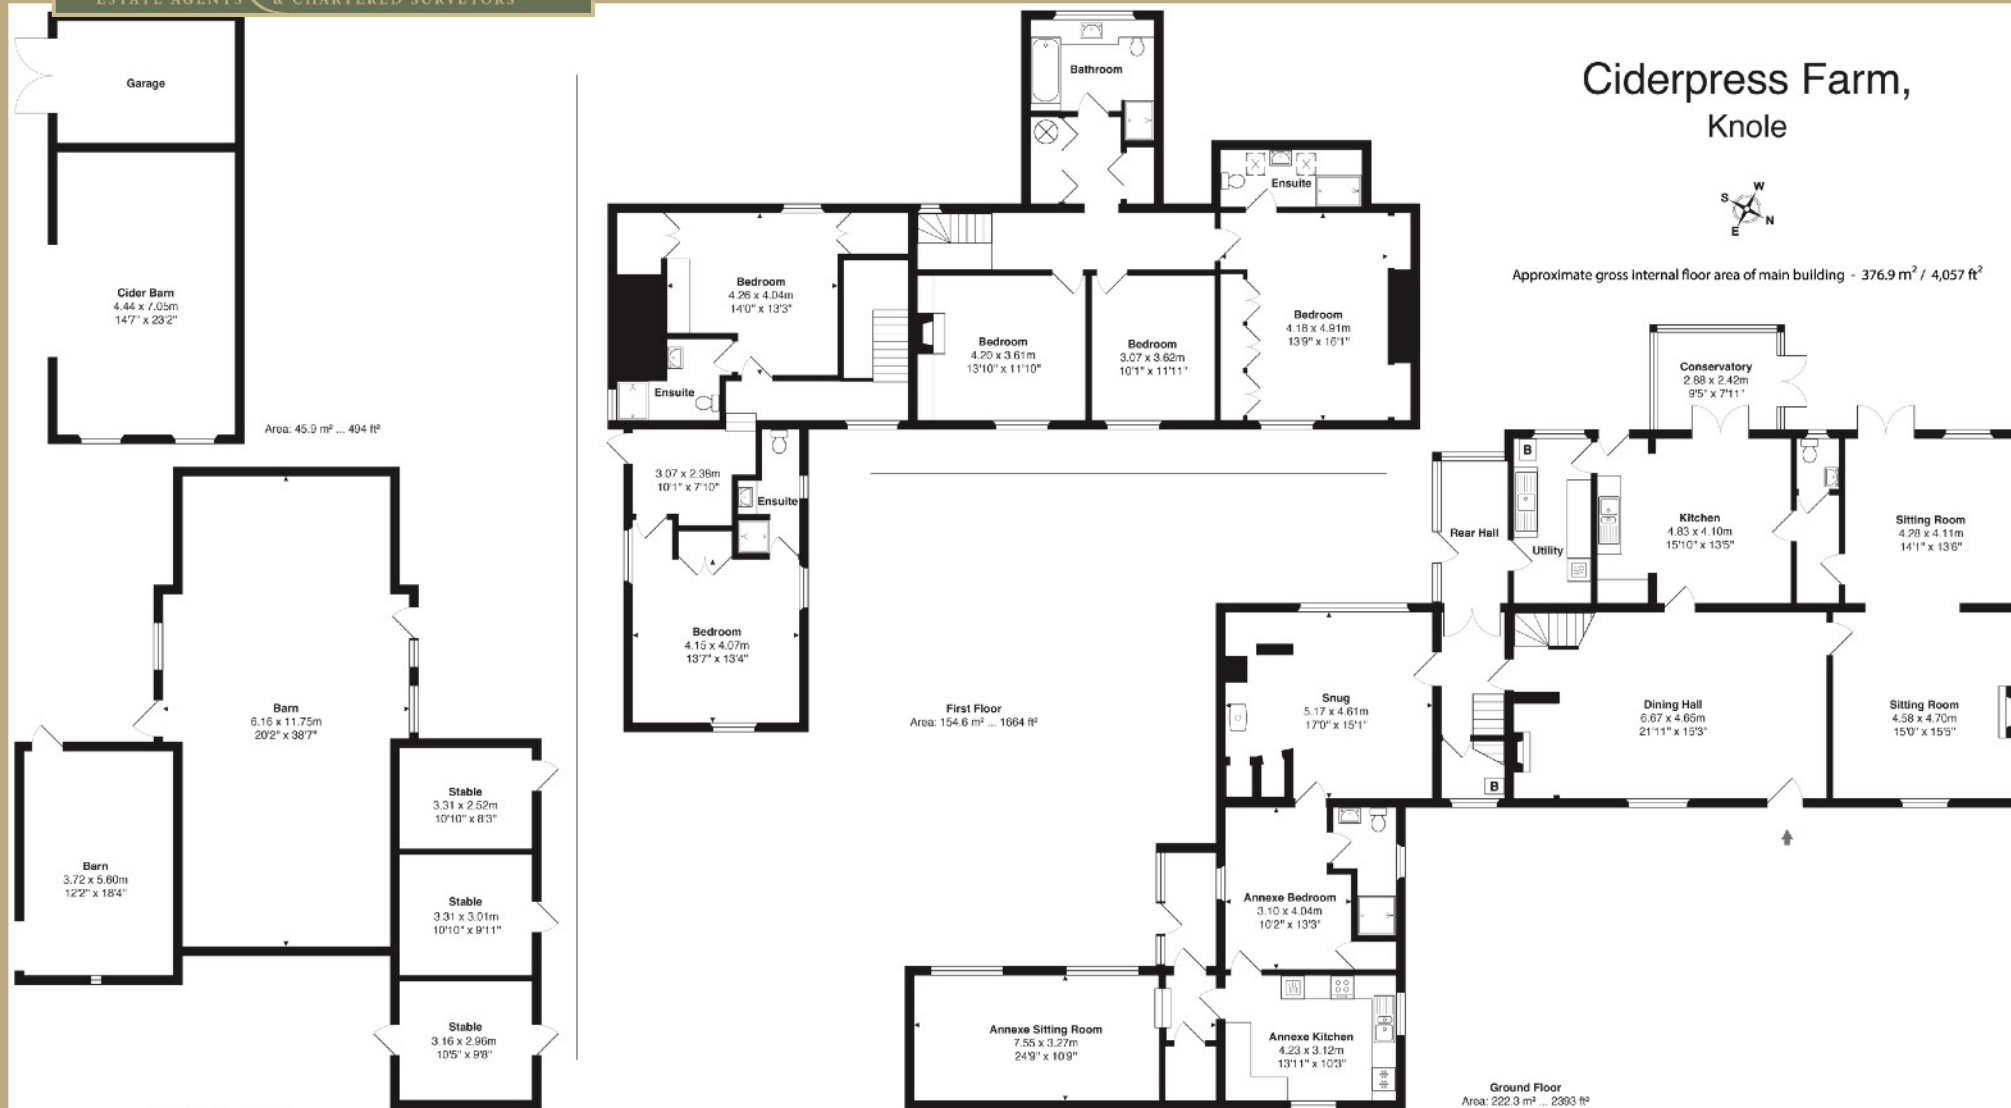 ESTATE AGENTS & CHARTERED SURVEYORS
Ciderpress Farm,
Knole
S W
E N
Approximate gross internal floor area of main building - 376.9 m² / 4,057 ft²
Garage
Cider Barn
4.44 x 7.05m
14'7" x 23'2"
Area: 45.9 m² ... 494 ft²
Barn
6.16 x 11.75m
20'2" x 38'7"
Barn
3.72 x 5.60m
12'2" x 18'4"
Stable
3.31 x 2.52m
10'10" x 8'3"
Stable
3.31 x 3.01m
10'10" x 9'11"
Stable
3.16 x 2.96m
10'5" x 9'8"
Bathroom
Ensuite
Bedroom
4.26 x 4.04m
14'0" x 13'3"
Ensuite
Bedroom
4.20 x 3.61m
13'10" x 11'10"
Bedroom
3.07 x 3.62m
10'1" x 11'11"
Bedroom
4.18 x 4.91m
13'9" x 16'1"
3.07 x 2.38m
10'1" x 7'10"
Ensuite
Bedroom
4.15 x 4.07m
13'7" x 13'4"
First Floor
Area: 154.6 m² ... 1664 ft²
Conservatory
2.88 x 2.42m
9'5" x 7'11"
B
Rear Hall
Utility
Kitchen
4.83 x 4.10m
15'10" x 13'5"
Sitting Room
4.28 x 4.11m
14'1" x 13'6"
Snug
5.17 x 4.61m
17'0" x 15'1"
Dining Hall
6.67 x 4.65m
21'11" x 15'3"
Sitting Room
4.58 x 4.70m
15'0" x 15'5"
B
Annexe Bedroom
3.10 x 4.04m
10'2" x 13'3"
Annexe Sitting Room
7.55 x 3.27m
24'9" x 10'9"
Annexe Kitchen
4.23 x 3.12m
13'11" x 10'3"
Ground Floor
Area: 222.3 m² ... 2393 ft²